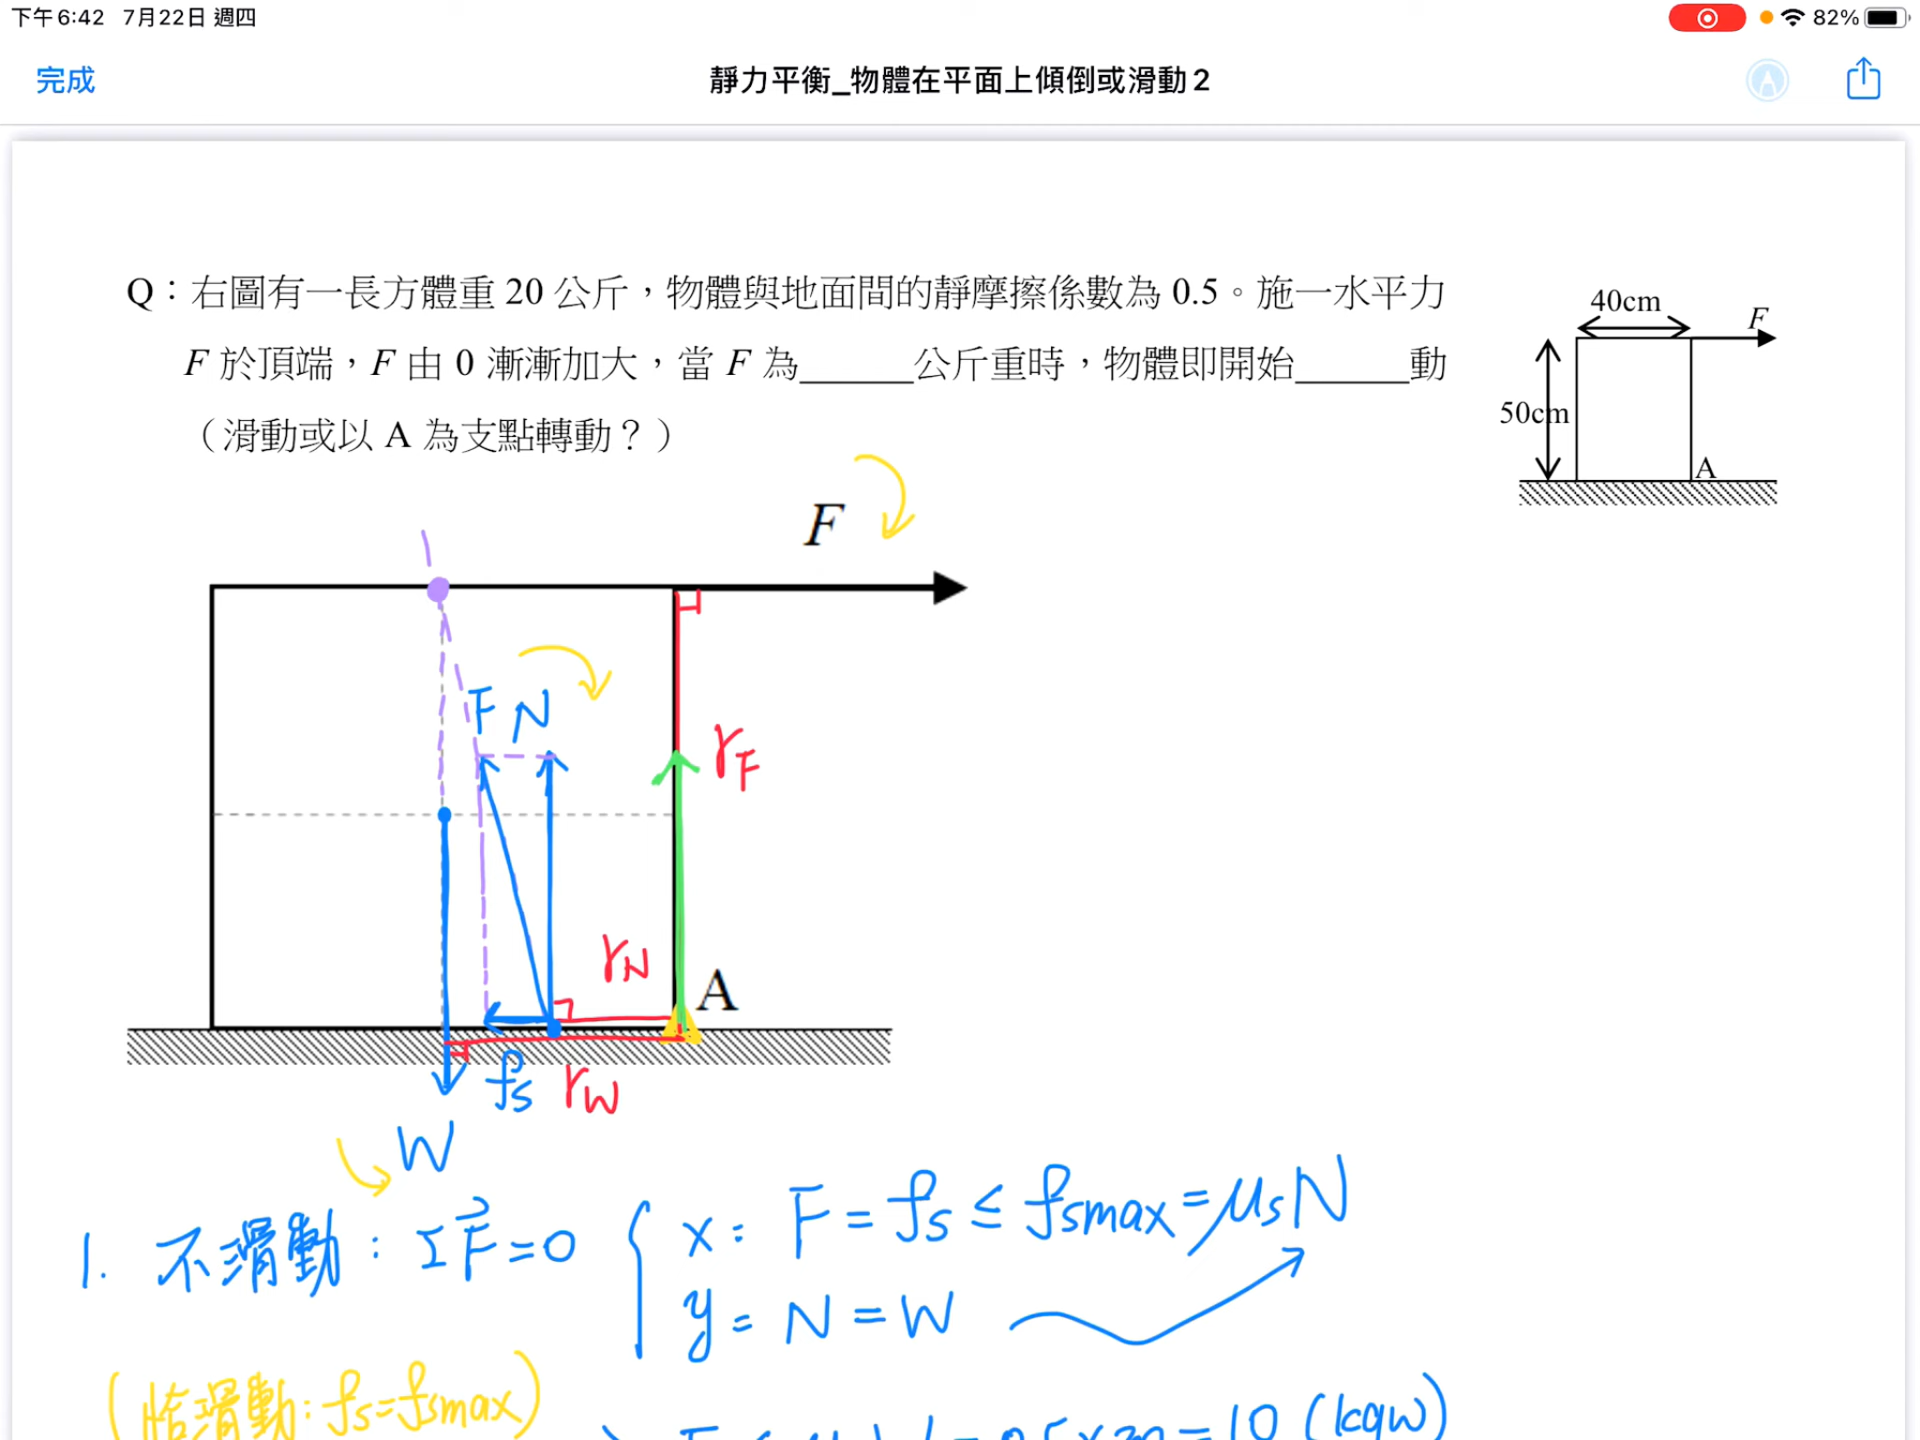 下午6:42 7月22日 週四
82%
完成
靜力平衡_物體在平面上傾倒或滑動2
Q：右圖有一長方體重 20 公斤，物體與地面間的靜摩擦係數為 0.5。施一水平力
F 於頂端，F 由 0 漸漸加大，當 F 為______公斤重時，物體即開始______動
（滑動或以 A 為支點轉動？）
40cm
F
50cm
A
F
F N
rF
rN
A
fs rW
W
1. 不滑動: ΣF⃗=0 { x: F=fs≤fsmax=μsN
y= N=W
(恰滑動:fs=fsmax)
=10 (kgw)